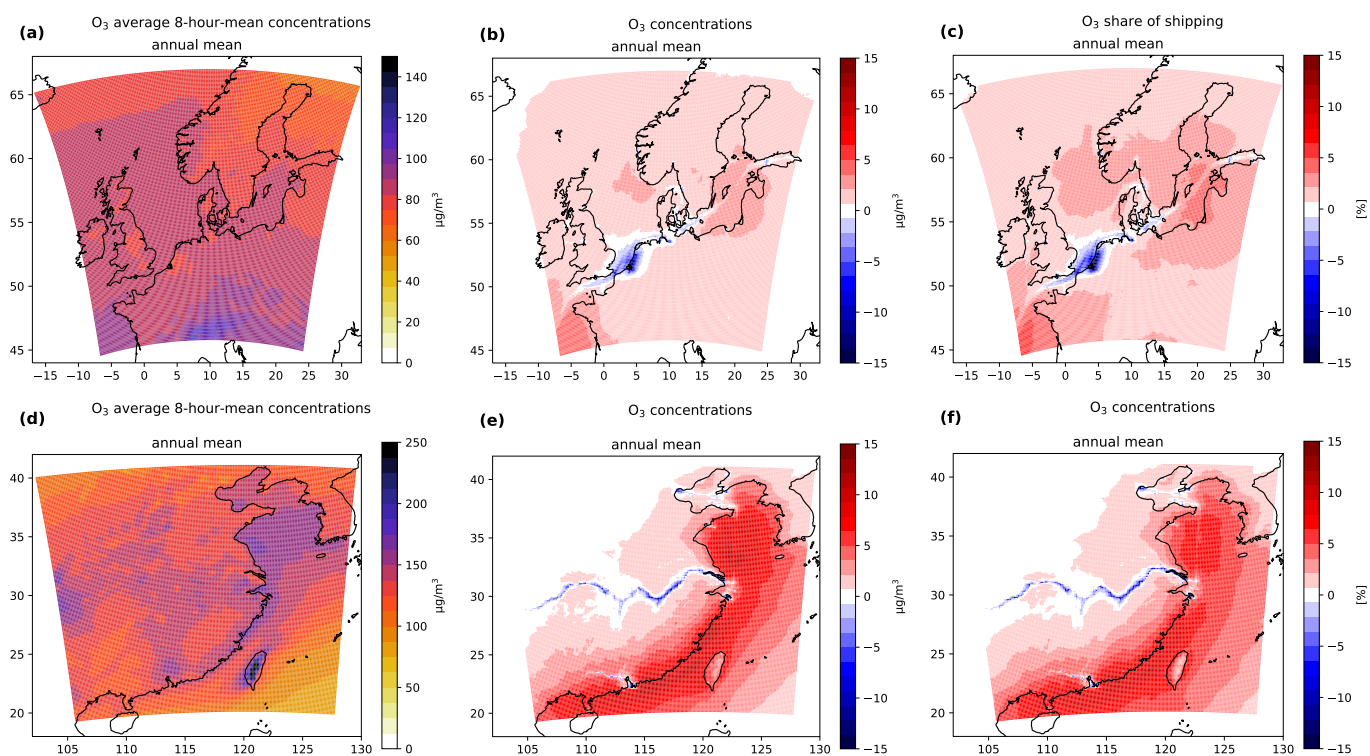 (a)
O3 average 8-hour-mean concentrations
annual mean
65
60
55
50
45
−15 −10 −5 0 5 10 15 20 25 30
140
120
100
80
60
40
20
0
µg/m³
(b)
O3 concentrations
annual mean
65
60
55
50
45
−15 −10 −5 0 5 10 15 20 25 30
15
10
5
0
−5
−10
−15
µg/m³
(c)
O3 share of shipping
annual mean
65
60
55
50
45
−15 −10 −5 0 5 10 15 20 25 30
15
10
5
0
−5
−10
−15
[%]
(d)
O3 average 8-hour-mean concentrations
annual mean
40
35
30
25
20
105 110 115 120 125 130
250
200
150
100
50
0
µg/m³
(e)
O3 concentrations
annual mean
40
35
30
25
20
105 110 115 120 125 130
15
10
5
0
−5
−10
−15
µg/m³
(f)
O3 concentrations
annual mean
40
35
30
25
20
105 110 115 120 125 130
15
10
5
0
−5
−10
−15
[%]